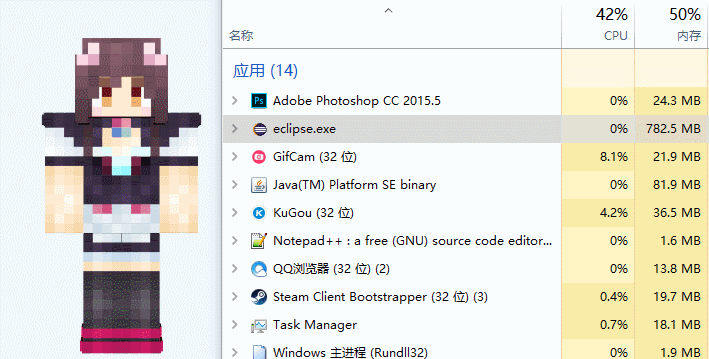 42% 50%
名称 CPU 内存
应用 (14)
Adobe Photoshop CC 2015.5 0% 24.3 MB
eclipse.exe 0% 782.5 MB
GifCam (32 位) 8.1% 21.9 MB
Java(TM) Platform SE binary 0% 81.9 MB
KuGou (32 位) 4.2% 36.5 MB
Notepad++ : a free (GNU) source code editor... 0% 1.6 MB
QQ浏览器 (32 位) (2) 0% 13.8 MB
Steam Client Bootstrapper (32 位) (3) 0.4% 19.7 MB
Task Manager 0.7% 18.1 MB
Windows 主进程 (Rundll32) 0% 1.9 MB